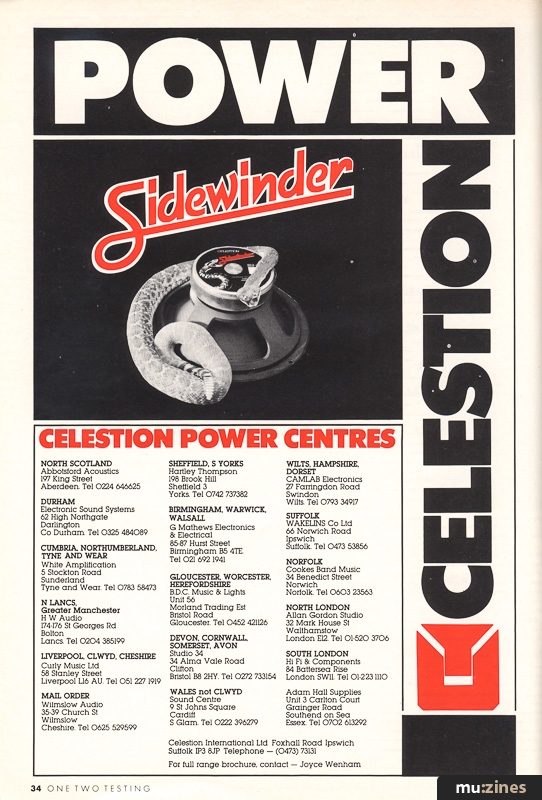 POWER
Sidewinder
CELESTION
Sidewinder
CELESTION
CELESTION POWER CENTRES
NORTH SCOTLAND
Abbotsford Acoustics
197 King Street
Aberdeen. Tel 0224 646625
DURHAM
Electronic Sound Systems
62 High Northgate
Darlington
Co Durham. Tel 0325 484089
CUMBRIA, NORTHUMBERLAND,
TYNE AND WEAR
White Amplification
5 Stockton Road
Sunderland
Tyne and Wear. Tel 0783 58473
N LANCS,
Greater Manchester
H W Audio
174-176 St Georges Rd
Bolton
Lancs. Tel 0204 385199
LIVERPOOL, CLWYD, CHESHIRE
Curly Music Ltd
58 Stanley Street
Liverpool L16 AU. Tel 051 227 1919
MAIL ORDER
Wilmslow Audio
35-39 Church St
Wilmslow
Cheshire. Tel 0625 529599
SHEFFIELD, S YORKS
Hartley Thompson
198 Brook Hill
Sheffield 3
Yorks. Tel 0742 737382
BIRMINGHAM, WARWICK,
WALSALL
G Mathews Electronics
& Electrical
85-87 Hurst Street
Birmingham B5 4TE
Tel 021 692 1941
GLOUCESTER, WORCESTER,
HEREFORDSHIRE
B.D.C. Music & Lights
Unit 56
Morland Trading Est
Bristol Road
Gloucester. Tel 0452 421126
DEVON, CORNWALL,
SOMERSET, AVON
Studio 34
34 Alma Vale Road
Clifton
Bristol B8 2HY. Tel 0272 733154
WALES not CLWYD
Sound Centre
9 St Johns Square
Cardiff
S Glam. Tel 0222 396279
WILTS, HAMPSHIRE,
DORSET
CAMLAB Electronics
27 Farringdon Road
Swindon
Wilts. Tel 0793 34917
SUFFOLK
WAKELINS Co Ltd
66 Norwich Road
Ipswich
Suffolk. Tel 0473 53856
NORFOLK
Cookes Band Music
34 Benedict Street
Norwich
Norfolk. Tel 0603 23563
NORTH LONDON
Allan Gordon Studio
32 Mark House St
Walthamstow
London E12. Tel 01-520 3706
SOUTH LONDON
Hi Fi & Components
84 Battersea Rise
London SW11. Tel 01-223 1110
Adam Hall Supplies
Unit 3 Carlton Court
Grainger Road
Southend on Sea
Essex. Tel 0702 613292
Celestion International Ltd Foxhall Road Ipswich
Suffolk IP3 8JP Telephone — (0473) 73131
For full range brochure, contact — Joyce Wenham
34 ONE TWO TESTING
mu:zines